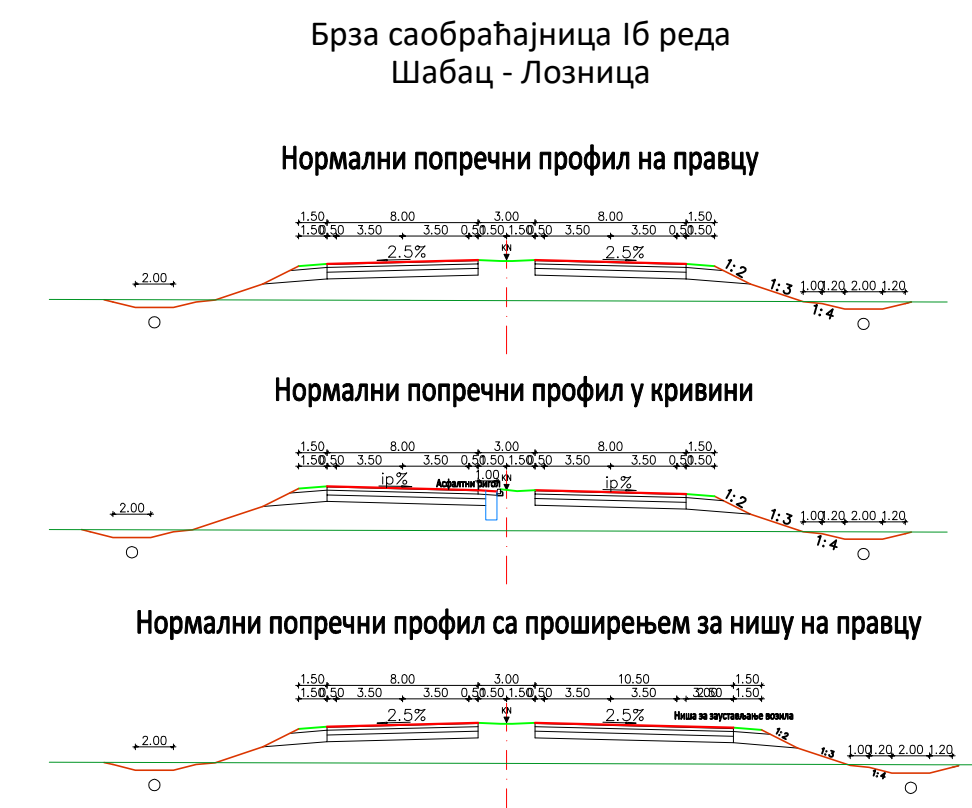 Брза саобраћајница Iб реда
Шабац - Лозница
Нормални попречни профил на правцу
1.50 8.00 3.00 8.00 1.50
1.50 0.50 3.50 3.50 0.50 1.50 1.50 0.50 3.50 3.50 0.50 1.50
KN
2.5% 2.5%
1:2
2.00 1:3 1.00 1.20 2.00 1.20
1:4
Нормални попречни профил у кривини
1.50 8.00 3.00 8.00 1.50
1.50 0.50 3.50 3.50 0.50 1.50 1.50 0.50 3.50 3.50 0.50 1.50
1.00 KN
ip% Асфалтни ригол ip%
1:2
2.00 1:3 1.00 1.20 2.00 1.20
1:4
Нормални попречни профил са проширењем за нишу на правцу
1.50 8.00 3.00 10.50 1.50
1.50 0.50 3.50 3.50 0.50 1.50 1.50 0.50 3.50 3.50 1.50
KN
2.5% 2.5% Ниша за заустављање возила
1:2
2.00 1:3 1.00 1.20 2.00 1.20
1:4